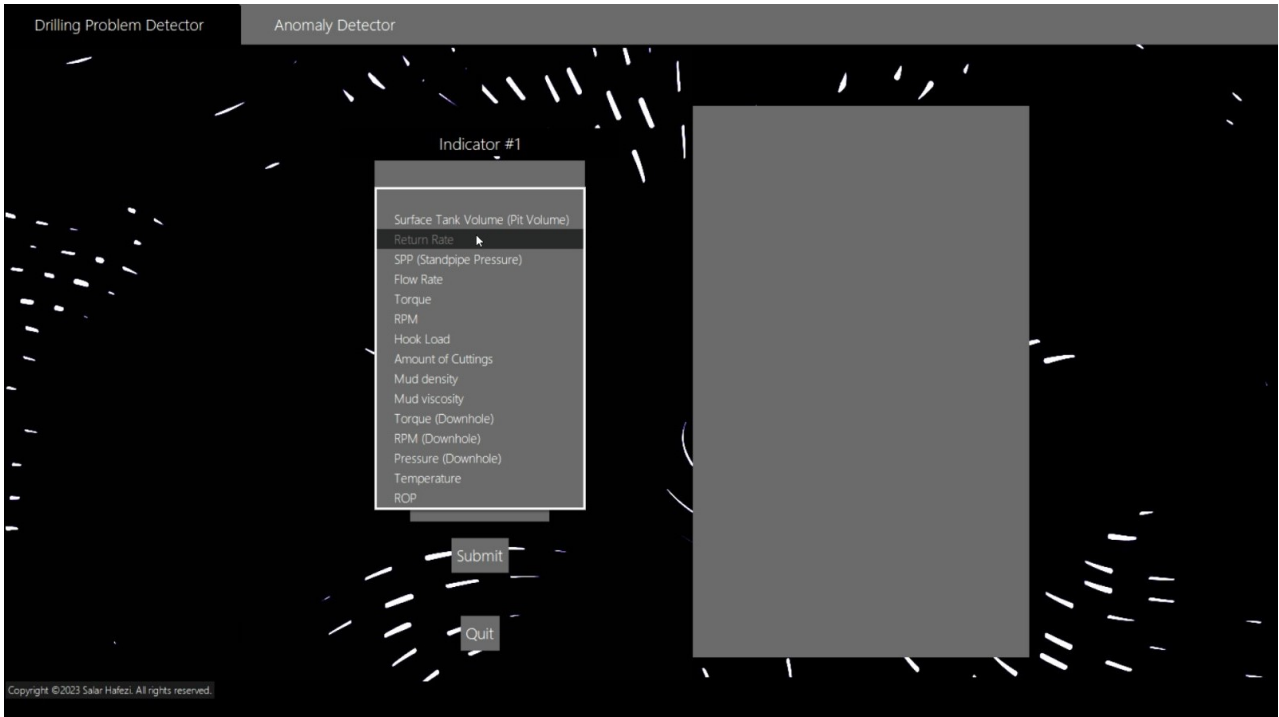 Drilling Problem Detector
Anomaly Detector
Indicator #1
Surface Tank Volume (Pit Volume)
Return Rate
SPP (Standpipe Pressure)
Flow Rate
Torque
RPM
Hook Load
Amount of Cuttings
Mud density
Mud viscosity
Torque (Downhole)
RPM (Downhole)
Pressure (Downhole)
Temperature
ROP
Submit
Quit
Copyright ©2023 Salar Hafezi. All rights reserved.